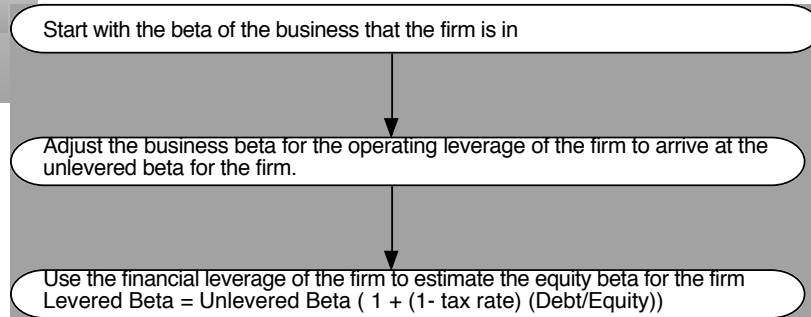 Start with the beta of the business that the firm is in
Adjust the business beta for the operating leverage of the firm to arrive at the
unlevered beta for the firm.
Use the financial leverage of the firm to estimate the equity beta for the firm
Levered Beta = Unlevered Beta ( 1 + (1- tax rate) (Debt/Equity))